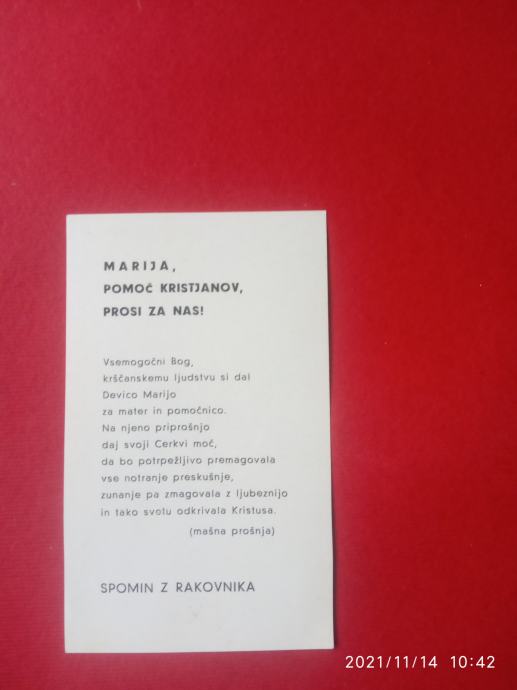 MARIJA,
POMOČ KRISTJANOV,
PROSI ZA NAS!
Vsemogočni Bog,
krščanskemu ljudstvu si dal
Devico Marijo
za mater in pomočnico.
Na njeno priprošnjo
daj svoji Cerkvi moč,
da bo potrpežljivo premagovala
vse notranje preskušnje,
zunanje pa zmagovala z ljubeznijo
in tako svetu odkrivala Kristusa.
(mašna prošnja)
SPOMIN Z RAKOVNIKA
2021/11/14 10:42